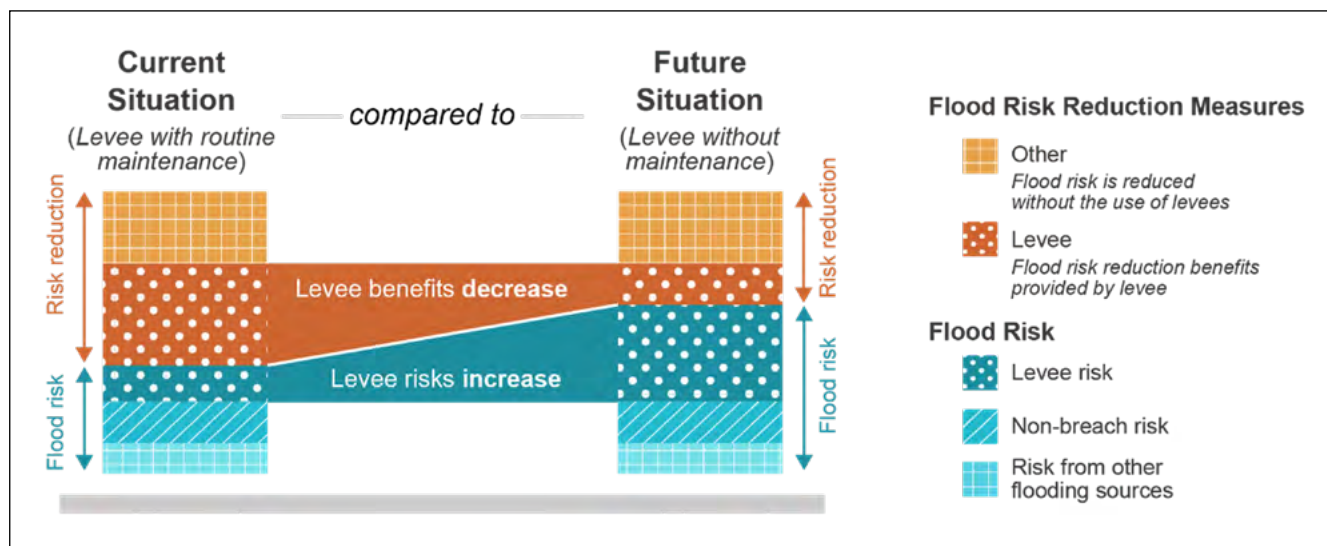 Current
Situation
(Levee with routine
maintenance)
compared to
Future
Situation
(Levee without
maintenance)
Risk reduction
Flood risk
Levee benefits decrease
Levee risks increase
Risk reduction
Flood risk
Flood Risk Reduction Measures
Other
Flood risk is reduced
without the use of levees
Levee
Flood risk reduction benefits
provided by levee
Flood Risk
Levee risk
Non-breach risk
Risk from other
flooding sources